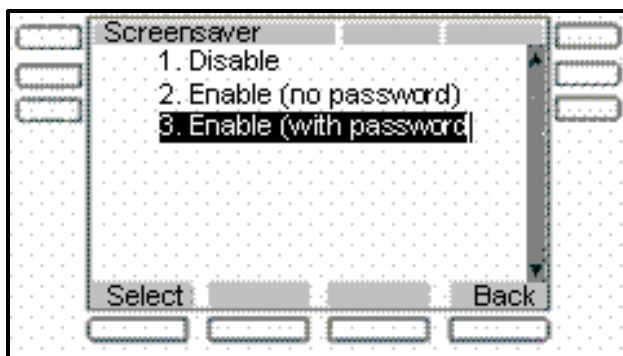 Screensaver
1. Disable
2. Enable (no password)
3. Enable (with password
Select Back